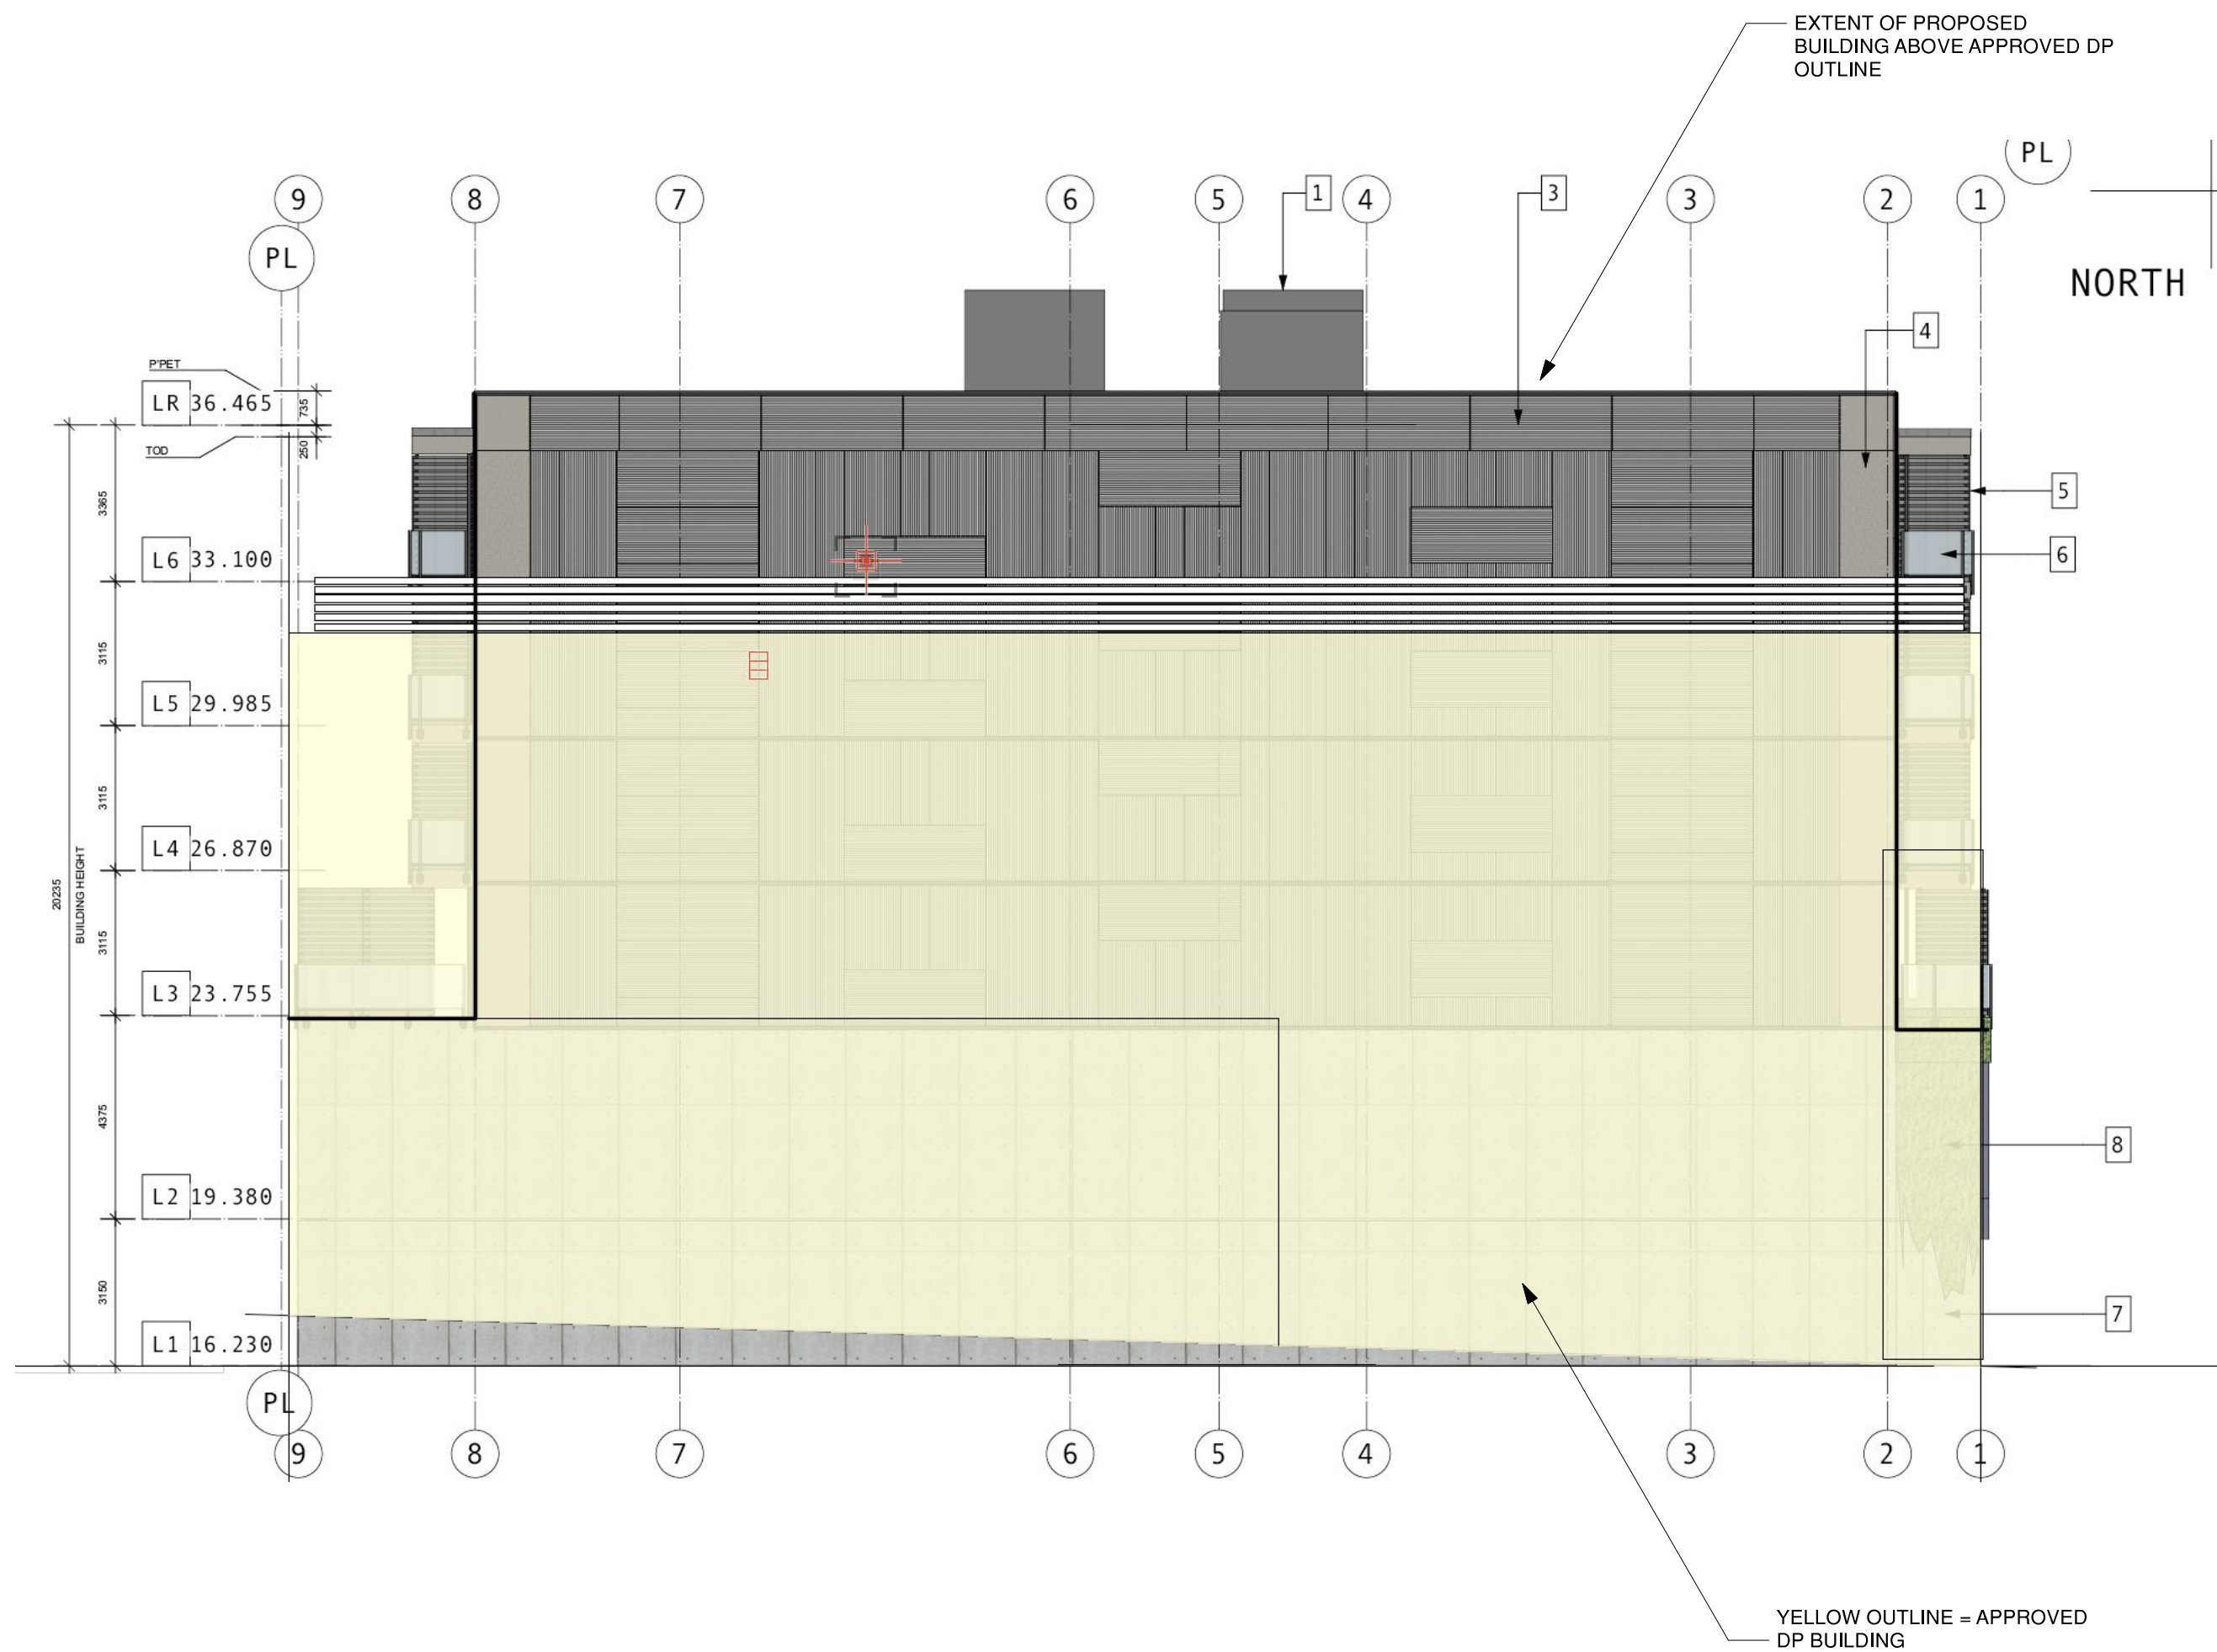 EXTENT OF PROPOSED
BUILDING ABOVE APPROVED DP
OUTLINE
PL
9 8 7 6 5 1 4 3 3 2 1
PL
NORTH
4
P'PET
LR 36.465
735
TOD
250
3365
5
L6 33.100
6
3115
L5 29.985
3115
L4 26.870
20235
BUILDING HEIGHT
3115
L3 23.755
4375
8
L2 19.380
3150
7
L1 16.230
PL
9 8 7 6 5 4 3 2 1
YELLOW OUTLINE = APPROVED
DP BUILDING